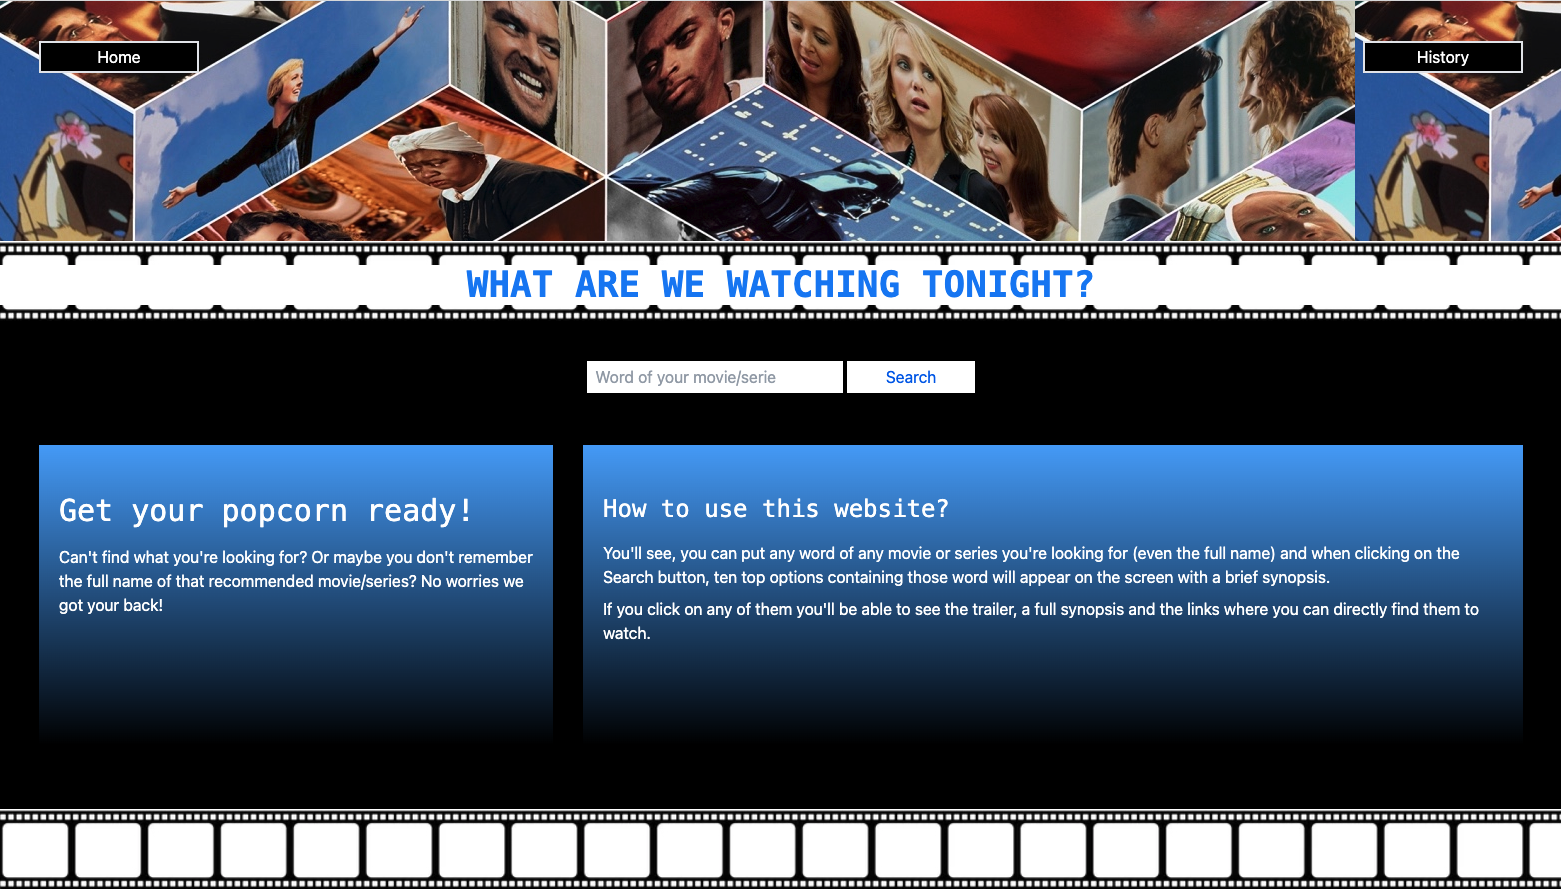 Home
History
WHAT ARE WE WATCHING TONIGHT?
Word of your movie/serie
Search
Get your popcorn ready!
Can't find what you're looking for? Or maybe you don't remember
the full name of that recommended movie/series? No worries we
got your back!
How to use this website?
You'll see, you can put any word of any movie or series you're looking for (even the full name) and when clicking on the
Search button, ten top options containing those word will appear on the screen with a brief synopsis.
If you click on any of them you'll be able to see the trailer, a full synopsis and the links where you can directly find them to
watch.